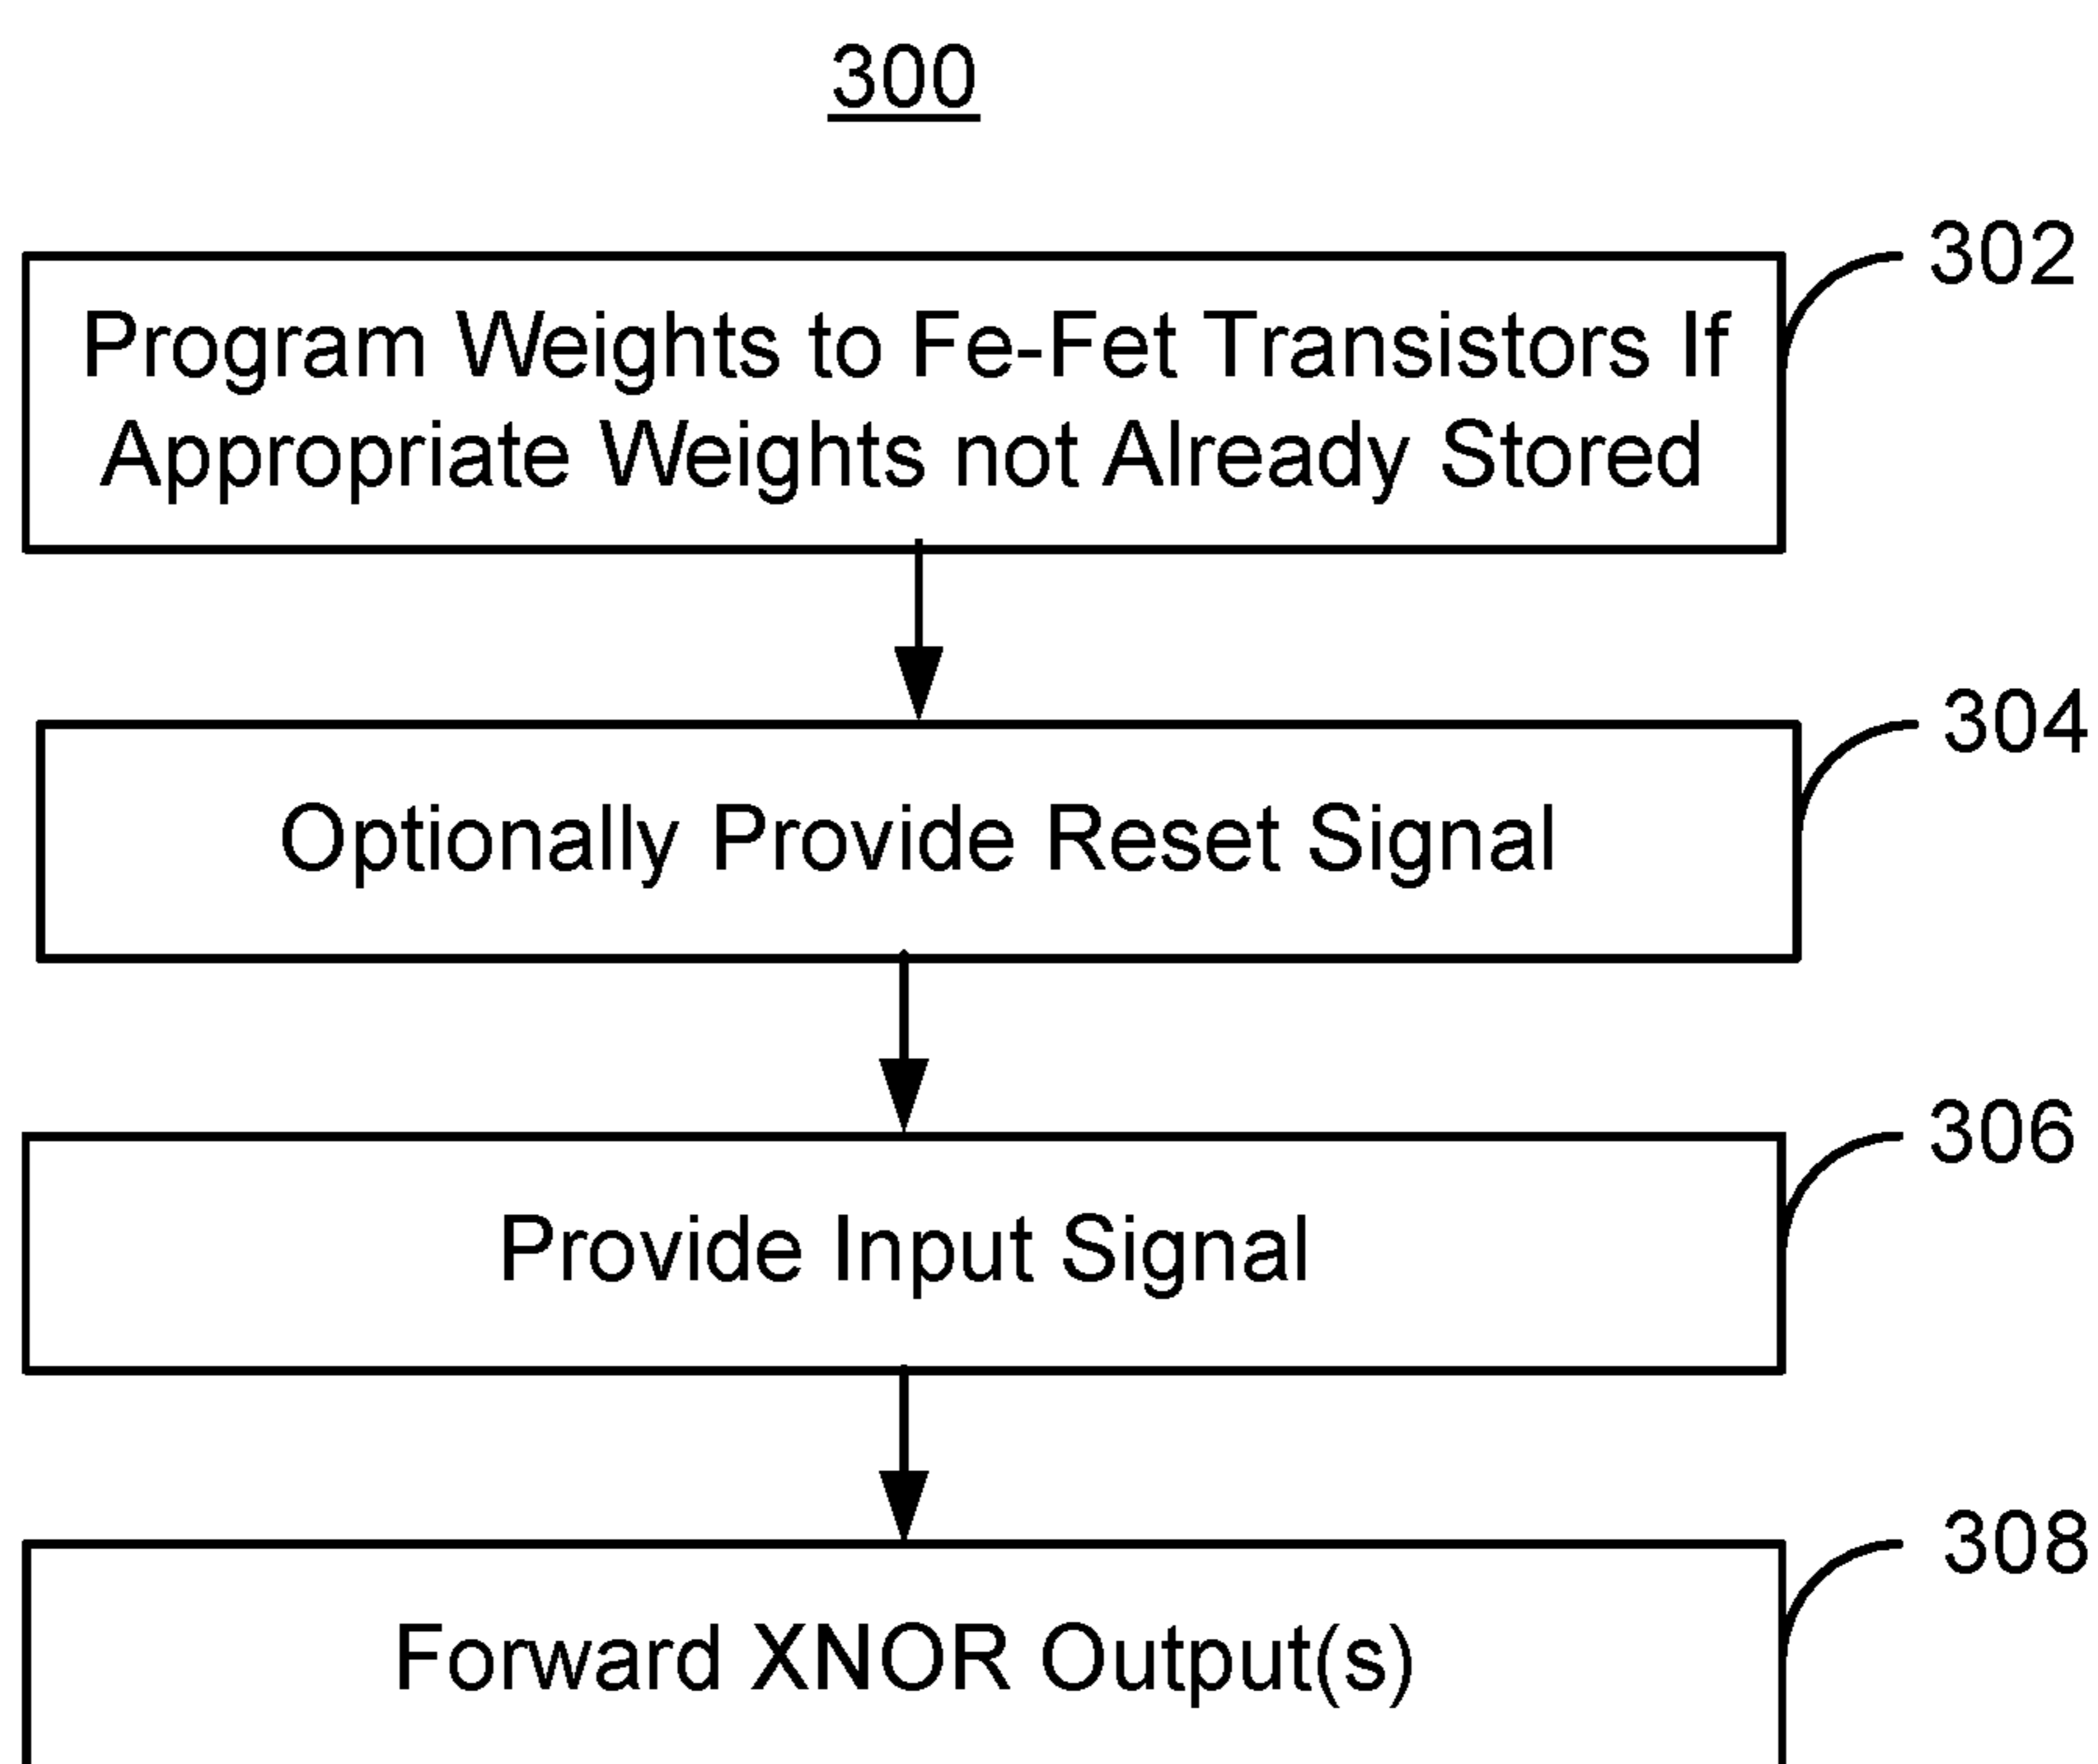 300
302
Program Weights to Fe-Fet Transistors If
Appropriate Weights not Already Stored
304
Optionally Provide Reset Signal
306
Provide Input Signal
308
Forward XNOR Output(s)